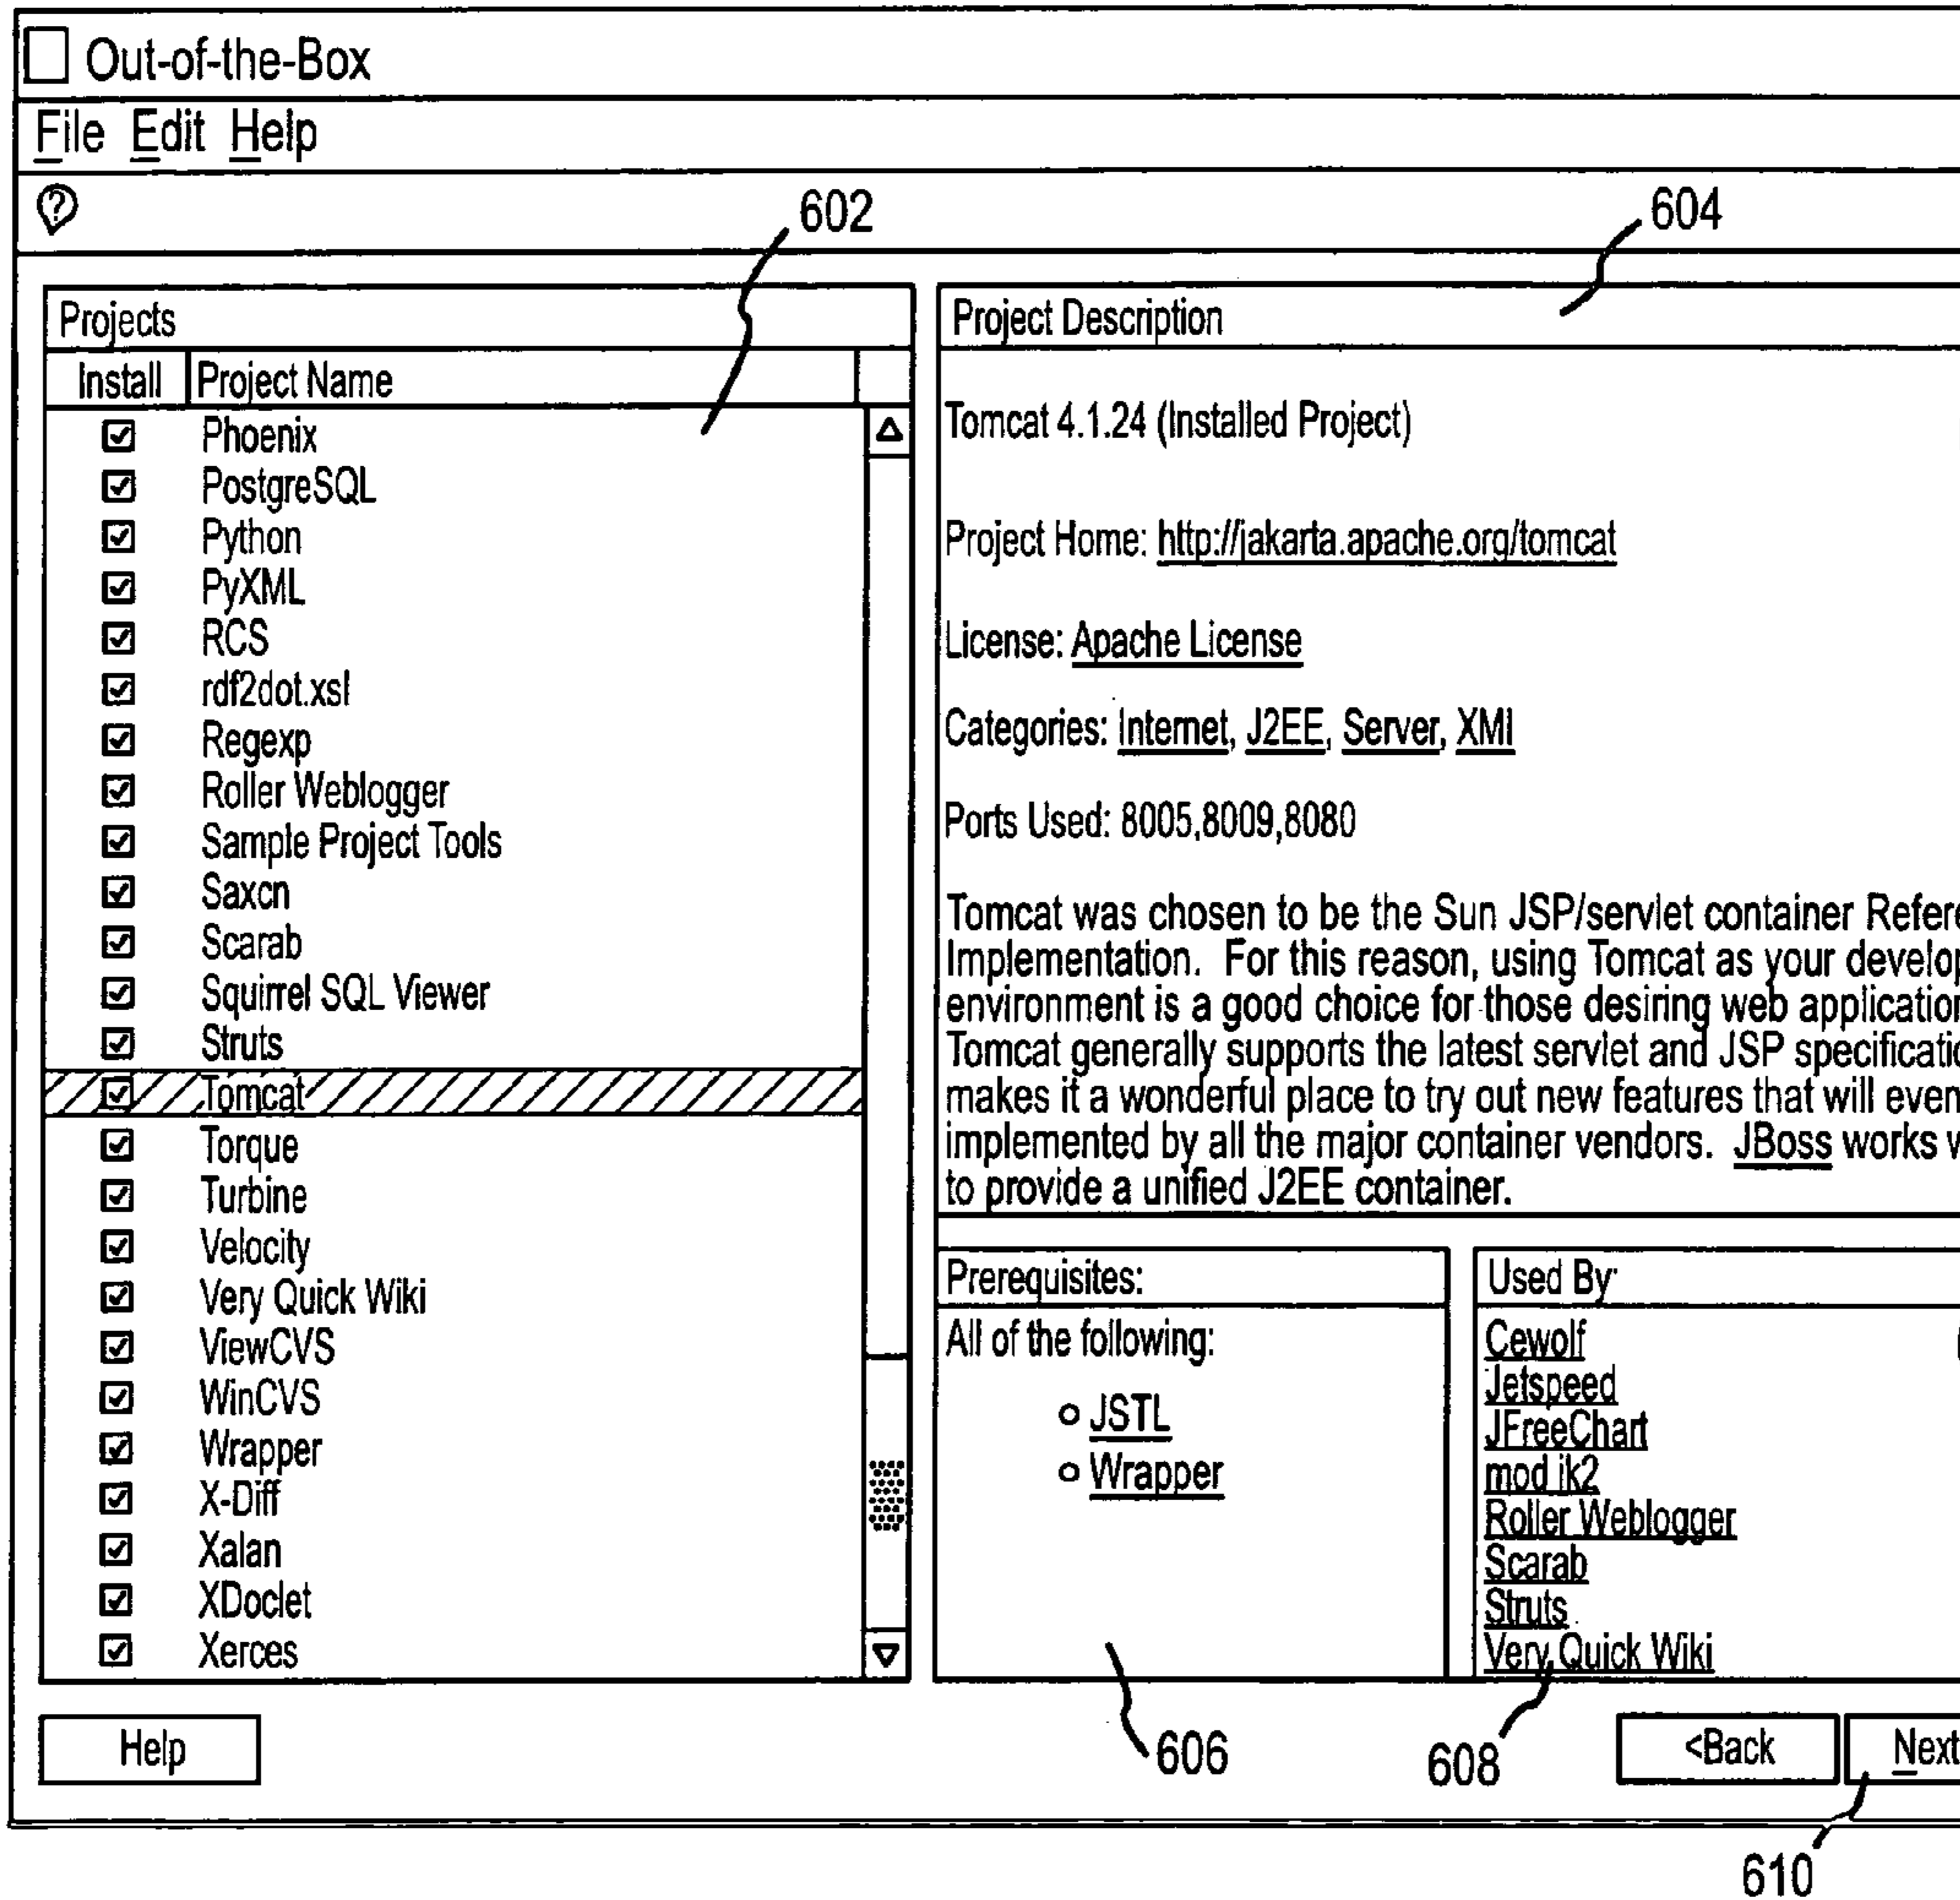 Out-of-the-Box
File Edit Help
?
602
604
Projects
Install Project Name
Phoenix
PostgreSQL
Python
PyXML
RCS
rdf2dot.xsl
Regexp
Roller Weblogger
Sample Project Tools
Saxcn
Scarab
Squirrel SQL Viewer
Struts
Tomcat
Torque
Turbine
Velocity
Very Quick Wiki
ViewCVS
WinCVS
Wrapper
X-Diff
Xalan
XDoclet
Xerces
Project Description
Tomcat 4.1.24 (Installed Project)
Project Home: http://jakarta.apache.org/tomcat
License: Apache License
Categories: Internet, J2EE, Server, XMI
Ports Used: 8005,8009,8080
Tomcat was chosen to be the Sun JSP/servlet container Refere
Implementation. For this reason, using Tomcat as your develop
environment is a good choice for those desiring web application
Tomcat generally supports the latest servlet and JSP specificatio
makes it a wonderful place to try out new features that will even
implemented by all the major container vendors. JBoss works w
to provide a unified J2EE container.
Prerequisites:
All of the following:
JSTL
Wrapper
Used By:
Cewolf
Jetspeed
JFreeChart
mod ik2
Roller Weblogger
Scarab
Struts
Very Quick Wiki
606
608
Help
<Back
Next
610